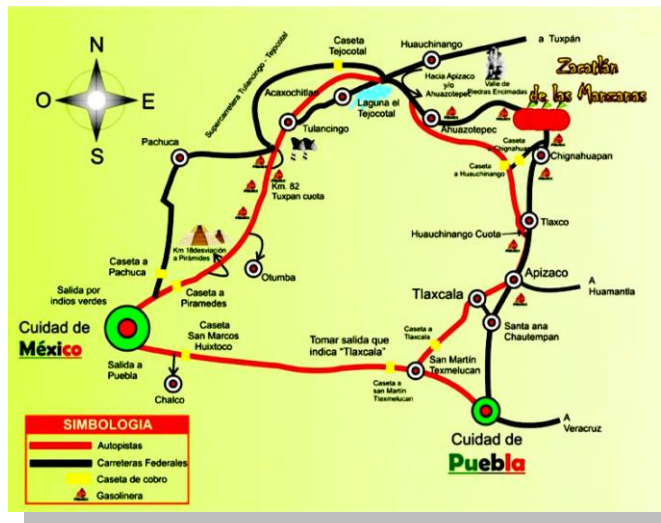 N
O
E
S
Caseta
Tejocotal
Huauchinango
a Tuxpán
Supercarretera Tulancingo - Tejocotal
Acaxochitlan
Hacia Apizaco
y/o
Ahuazotepec
Valle de
Piedras Encimadas
Zacatlán
de las Manzanas
Laguna el
Tejocotal
Tulancingo
Ahuazotepec
Pachuca
Caseta
a Chignahuapan
Chignahuapan
Caseta
a Huauchinango
Km. 82
Tuxpan cuota
Tlaxco
Huauchinango Cuota
Km 18desviación
a Pirámides
Caseta a
Pachuca
Otumba
Apizaco
A
Huamantla
Salida por
indios verdes
Caseta a
Piramedes
Tlaxcala
Cuidad de
México
Caseta
San Marcos
Huixtoco
Tomar salida que
indica "Tlaxcala"
Caseta a
Tlaxcala
Santa ana
Chautempan
Salida a
Puebla
San Martín
Texmelucan
Chalco
Caseta a
san Martín
Tlaxmelucan
Cuidad de
Puebla
A
Veracruz
SIMBOLOGIA
Autopistas
Carreteras Federales
Caseta de cobro
Gasolinera